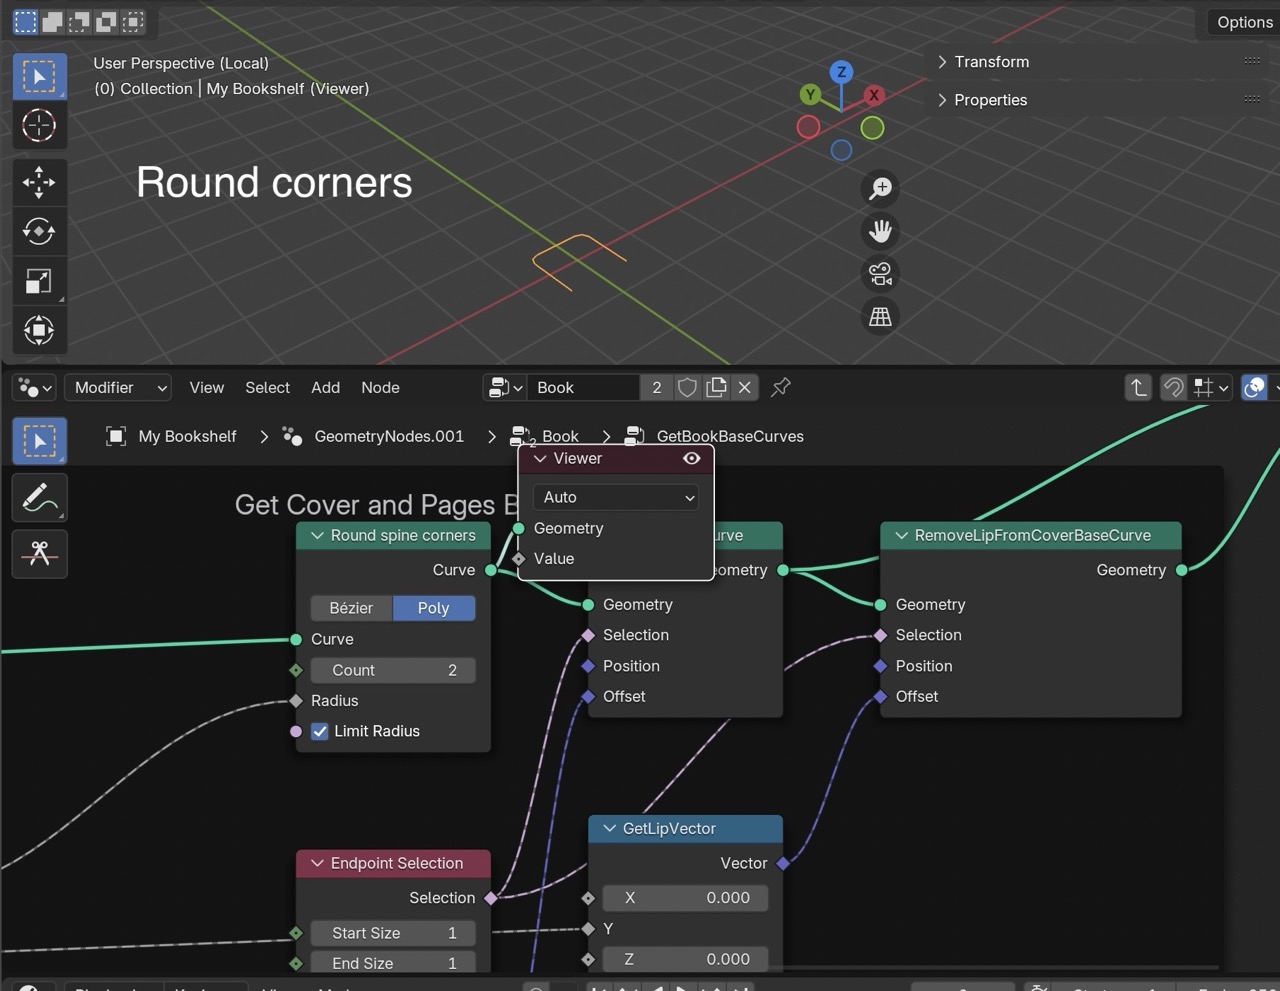 Options
User Perspective (Local)
(0) Collection | My Bookshelf (Viewer)
Z
Y
X
Transform
Properties
Round corners
Modifier
View
Select
Add
Node
Book
2
My Bookshelf
GeometryNodes.001
2
Book
GetBookBaseCurves
Get Cover and Pages B
Viewer
Auto
Geometry
Value
Round spine corners
Curve
Bézier
Poly
Curve
Count 2
Radius
Limit Radius
urve
eometry
Geometry
Selection
Position
Offset
RemoveLipFromCoverBaseCurve
Geometry
Geometry
Selection
Position
Offset
GetLipVector
Vector
X 0.000
Y
Z 0.000
Endpoint Selection
Selection
Start Size 1
End Size 1